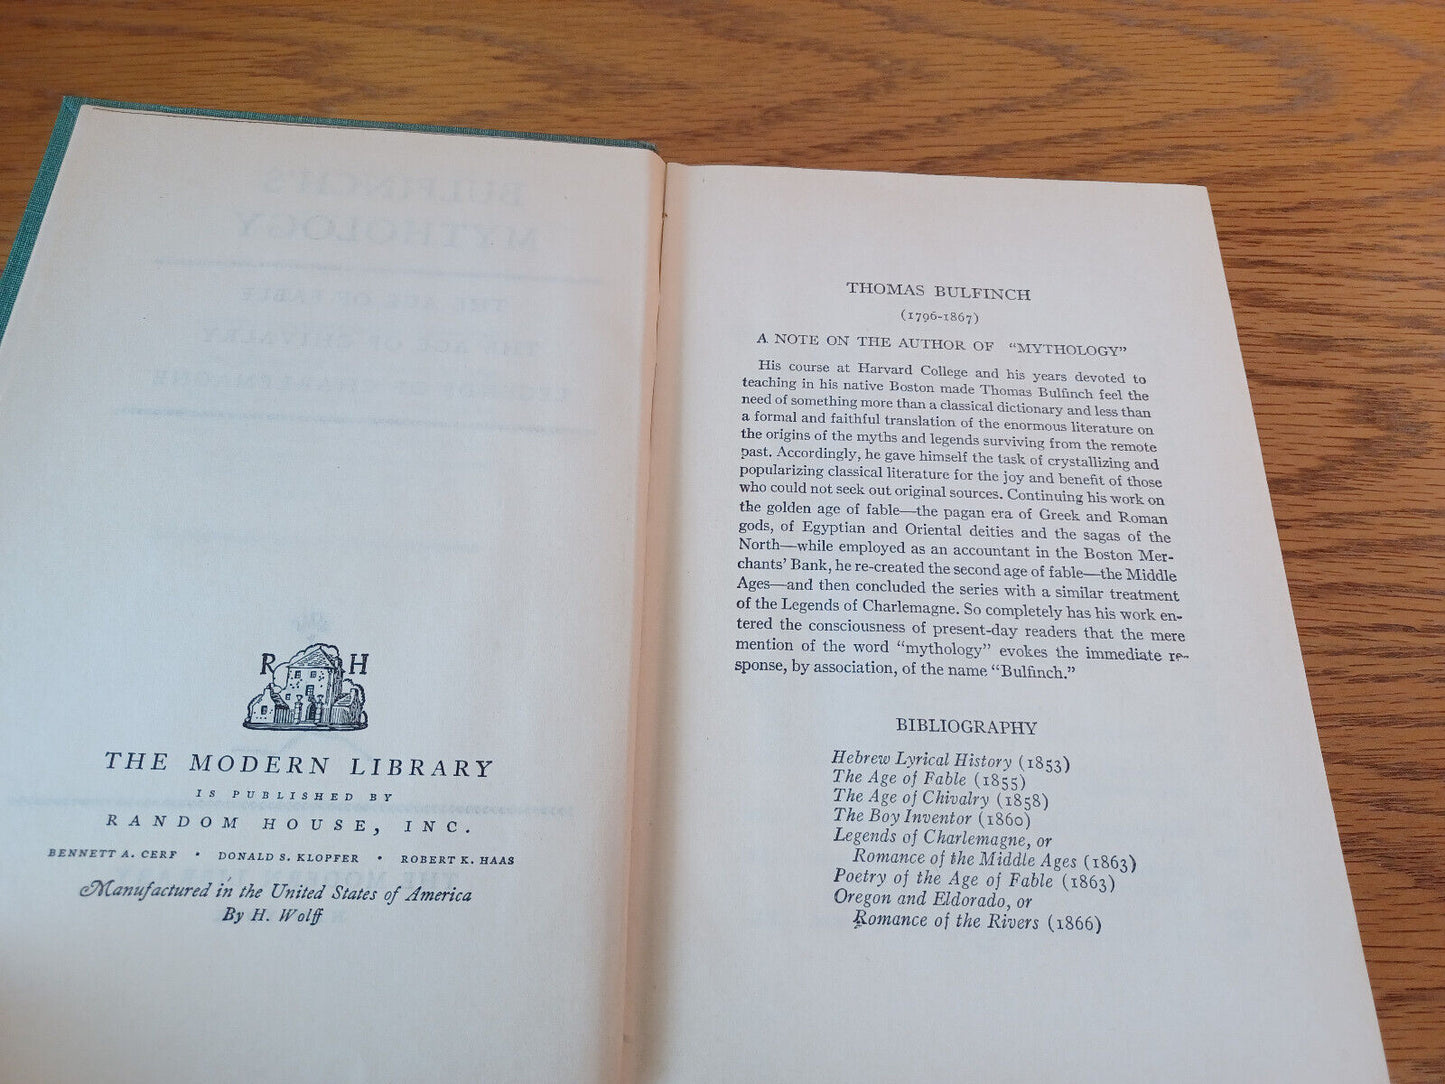 R H
THE MODERN LIBRARY
IS PUBLISHED BY
RANDOM HOUSE, INC.
BENNETT A. CERF • DONALD S. KLOPFER • ROBERT K. HAAS
Manufactured in the United States of America
By H. Wolff
THOMAS BULFINCH
(1796-1867)
A NOTE ON THE AUTHOR OF "MYTHOLOGY"
His course at Harvard College and his years devoted to
teaching in his native Boston made Thomas Bulfinch feel the
need of something more than a classical dictionary and less than
a formal and faithful translation of the enormous literature on
the origins of the myths and legends surviving from the remote
past. Accordingly, he gave himself the task of crystallizing and
popularizing classical literature for the joy and benefit of those
who could not seek out original sources. Continuing his work on
the golden age of fable—the pagan era of Greek and Roman
gods, of Egyptian and Oriental deities and the sagas of the
North—while employed as an accountant in the Boston Mer-
chants' Bank, he re-created the second age of fable—the Middle
Ages—and then concluded the series with a similar treatment
of the Legends of Charlemagne. So completely has his work en-
tered the consciousness of present-day readers that the mere
mention of the word "mythology" evokes the immediate re-
sponse, by association, of the name "Bulfinch."
BIBLIOGRAPHY
Hebrew Lyrical History (1853)
The Age of Fable (1855)
The Age of Chivalry (1858)
The Boy Inventor (1860)
Legends of Charlemagne, or
Romance of the Middle Ages (1863)
Poetry of the Age of Fable (1863)
Oregon and Eldorado, or
Romance of the Rivers (1866)